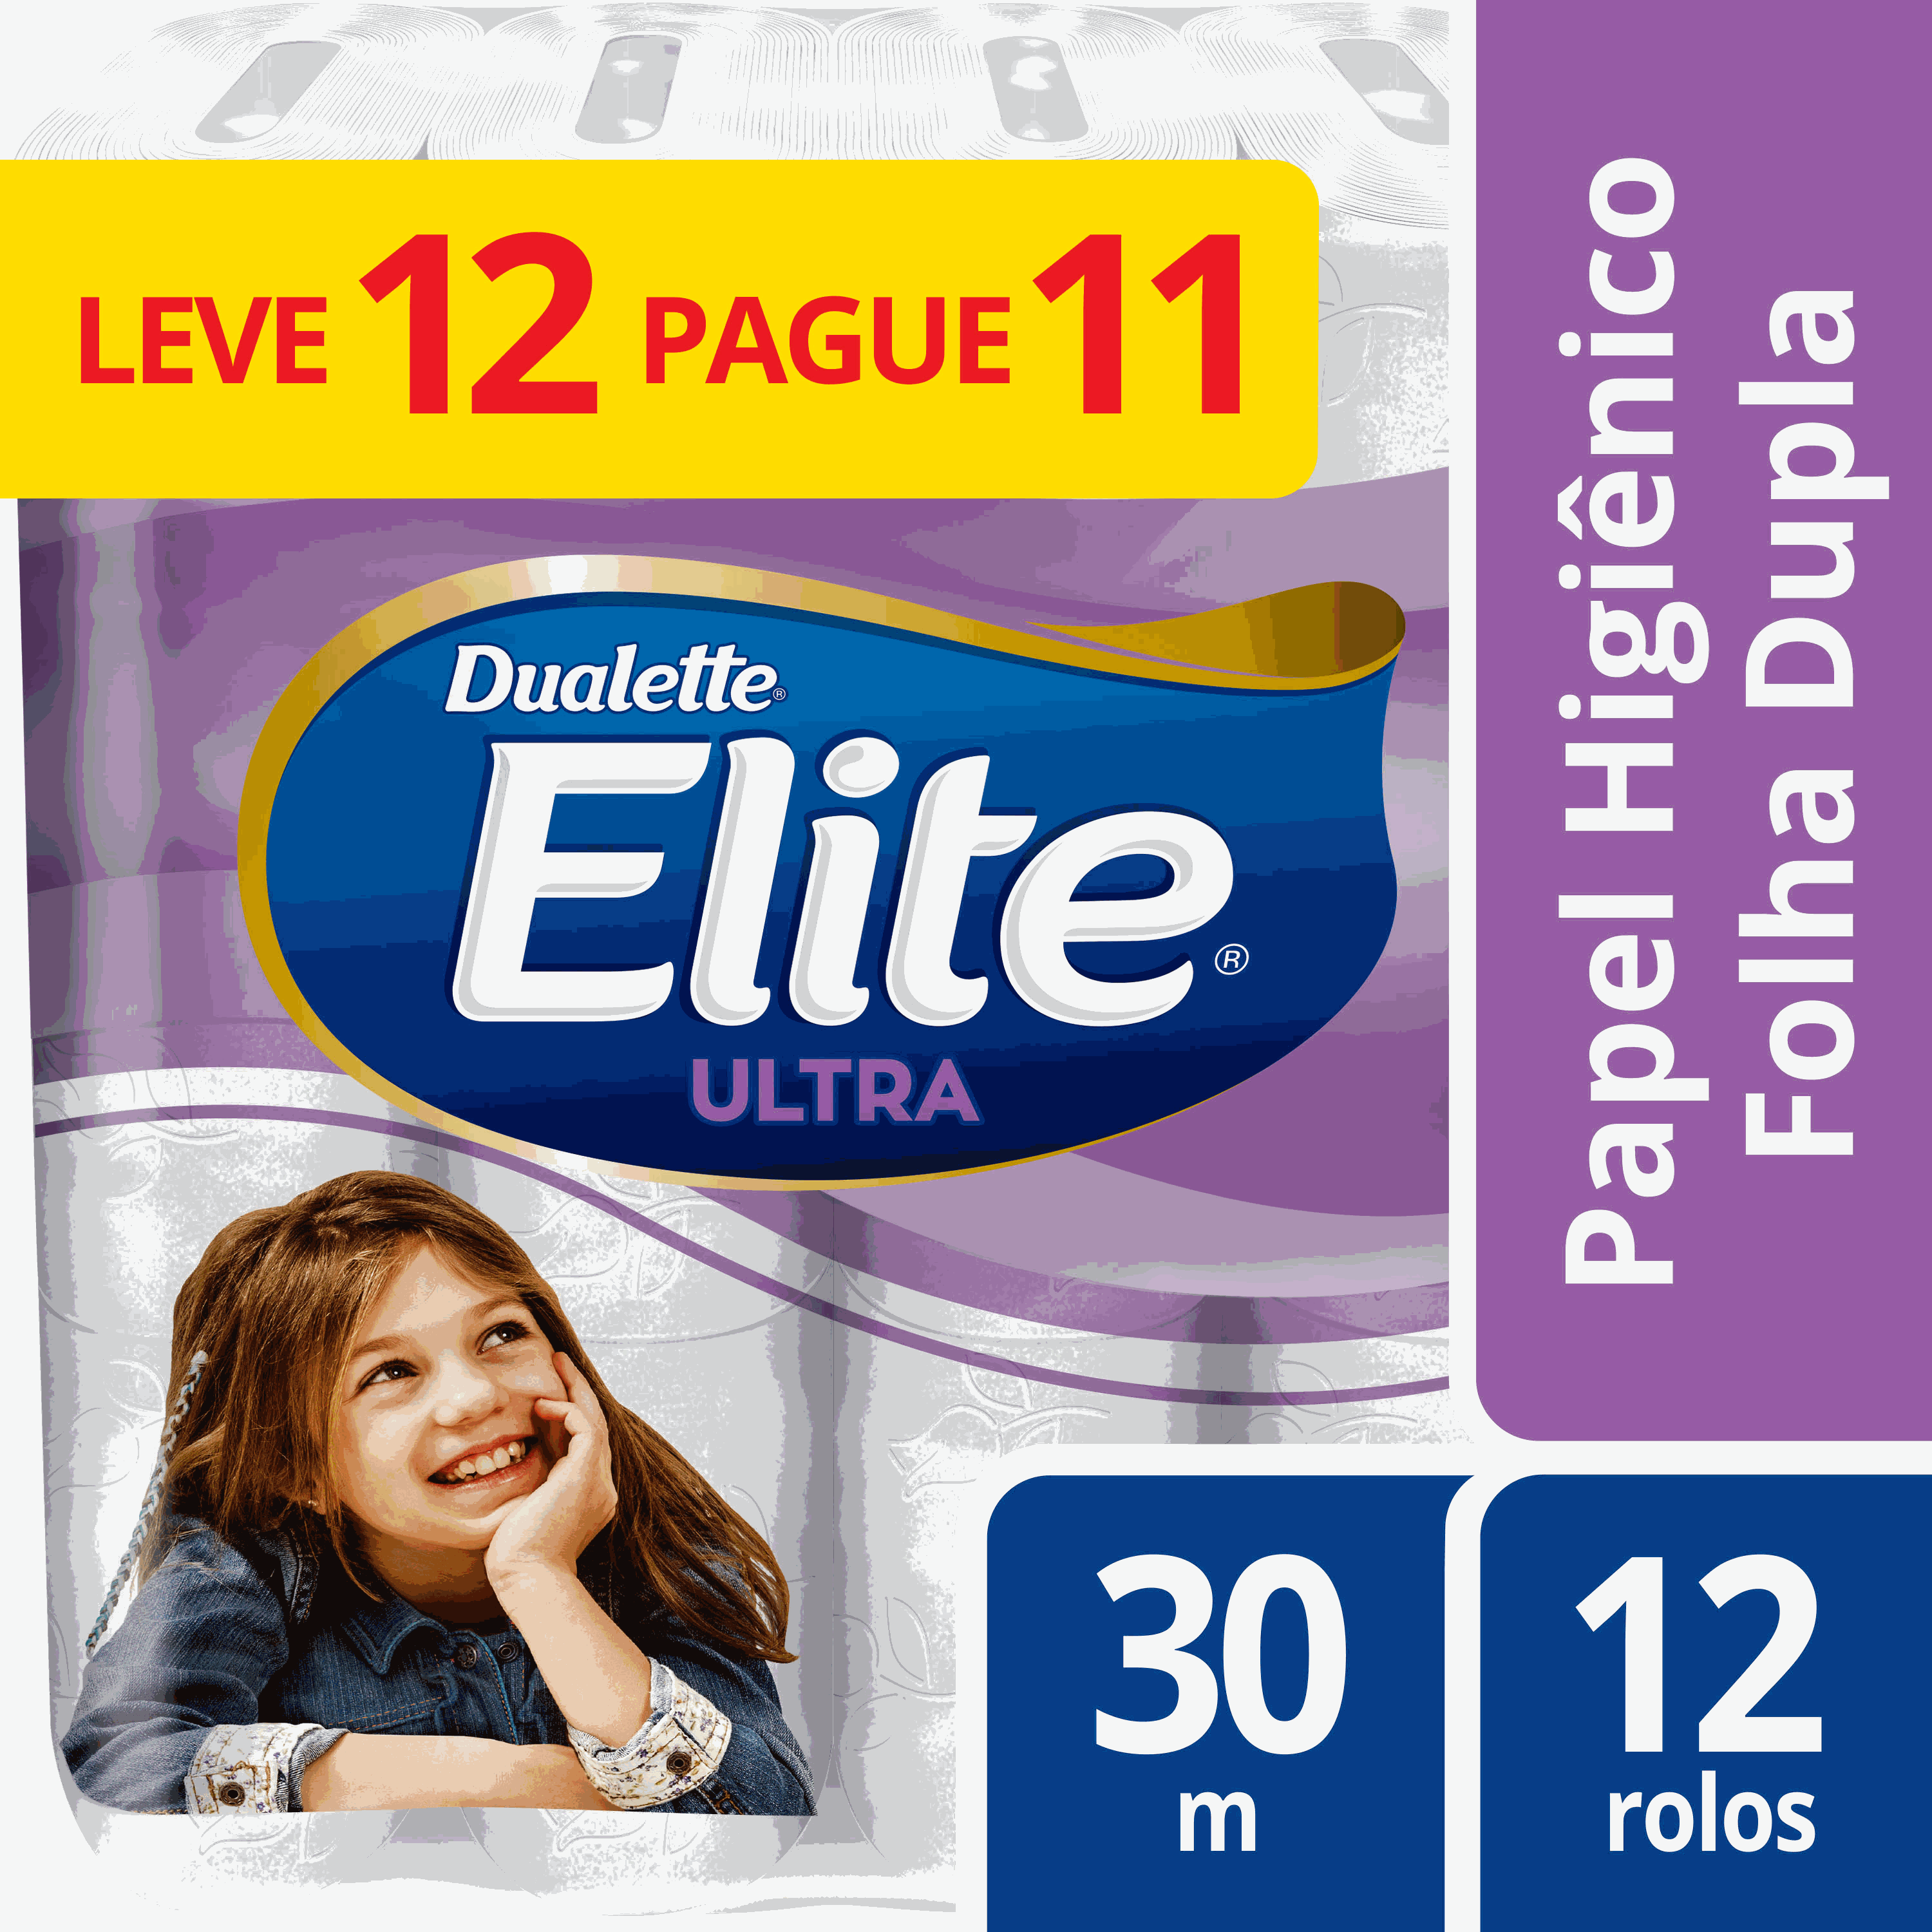 LEVE 12 PAGUE 11
Dualette®
Elite®
ULTRA
Papel Higiênico
Folha Dupla
30
m
12
rolos